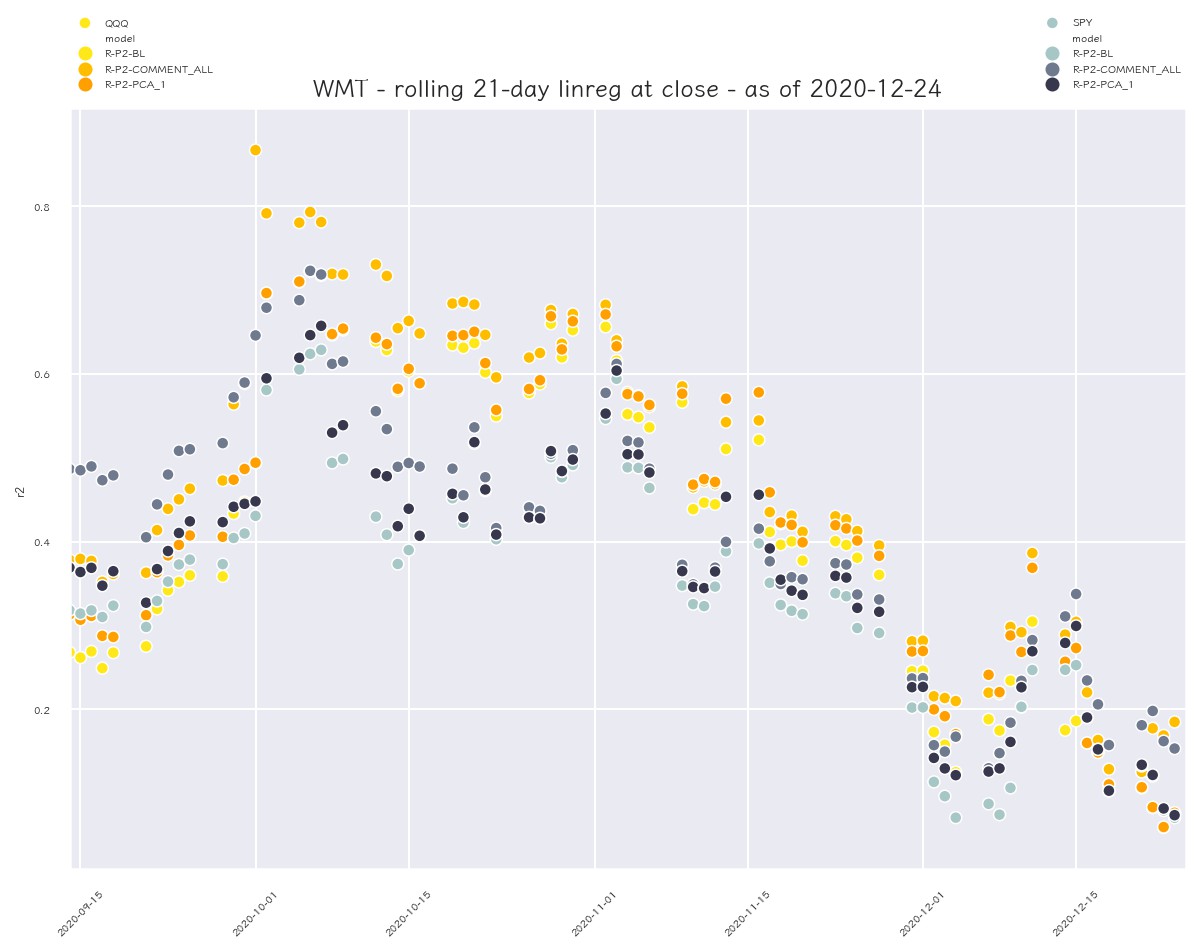 QQQ
model
R-P2-BL
R-P2-COMMENT_ALL
R-P2-PCA_1
SPY
model
R-P2-BL
R-P2-COMMENT_ALL
R-P2-PCA_1
WMT - rolling 21-day linreg at close - as of 2020-12-24
0.8
0.6
0.4
0.2
r2
2020-09-15
2020-10-01
2020-10-15
2020-11-01
2020-11-15
2020-12-01
2020-12-15